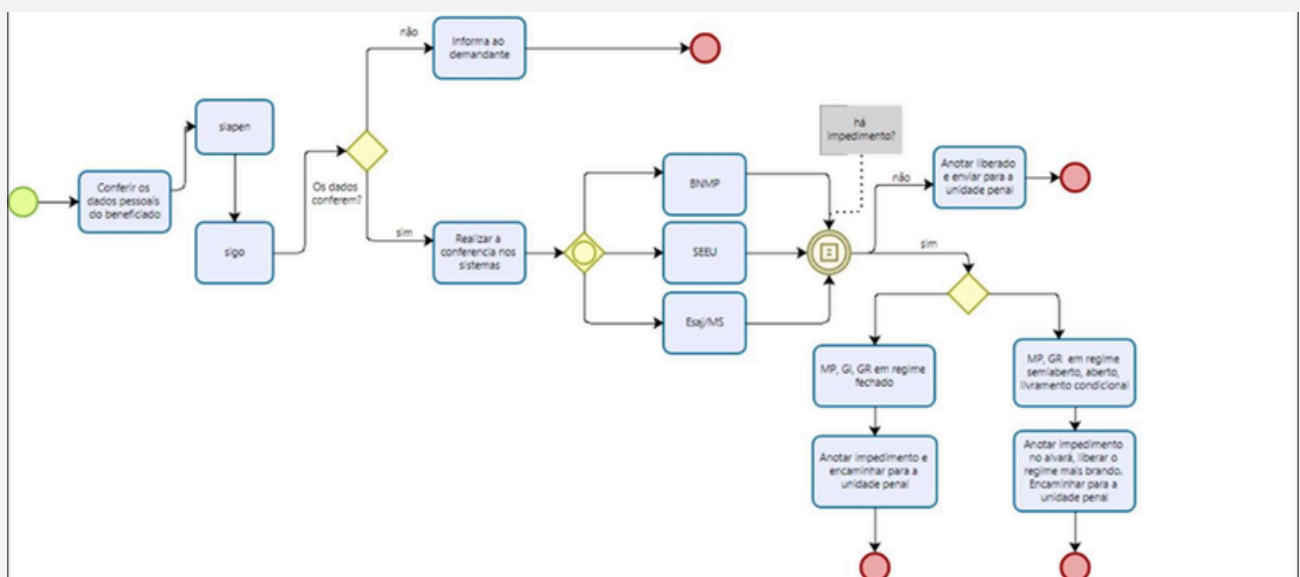 não
Informa ao
demandante
siapen
Conferir os
dados pessoais
do beneficiado
sigo
Os dados
conferem?
sim
Realizar a
conferencia nos
sistemas
BNMP
SEEU
Esaj/MS
há
impedimento?
não
Anotar liberado
e enviar para a
unidade penal
sim
MP, GI, GR em regime
fechado
Anotar impedimento e
encaminhar para a
unidade penal
MP, GR em regime
semiaberto, aberto,
livramento condicional
Anotar impedimento
no alvará, liberar o
regime mais brando.
Encaminhar para a
unidade penal